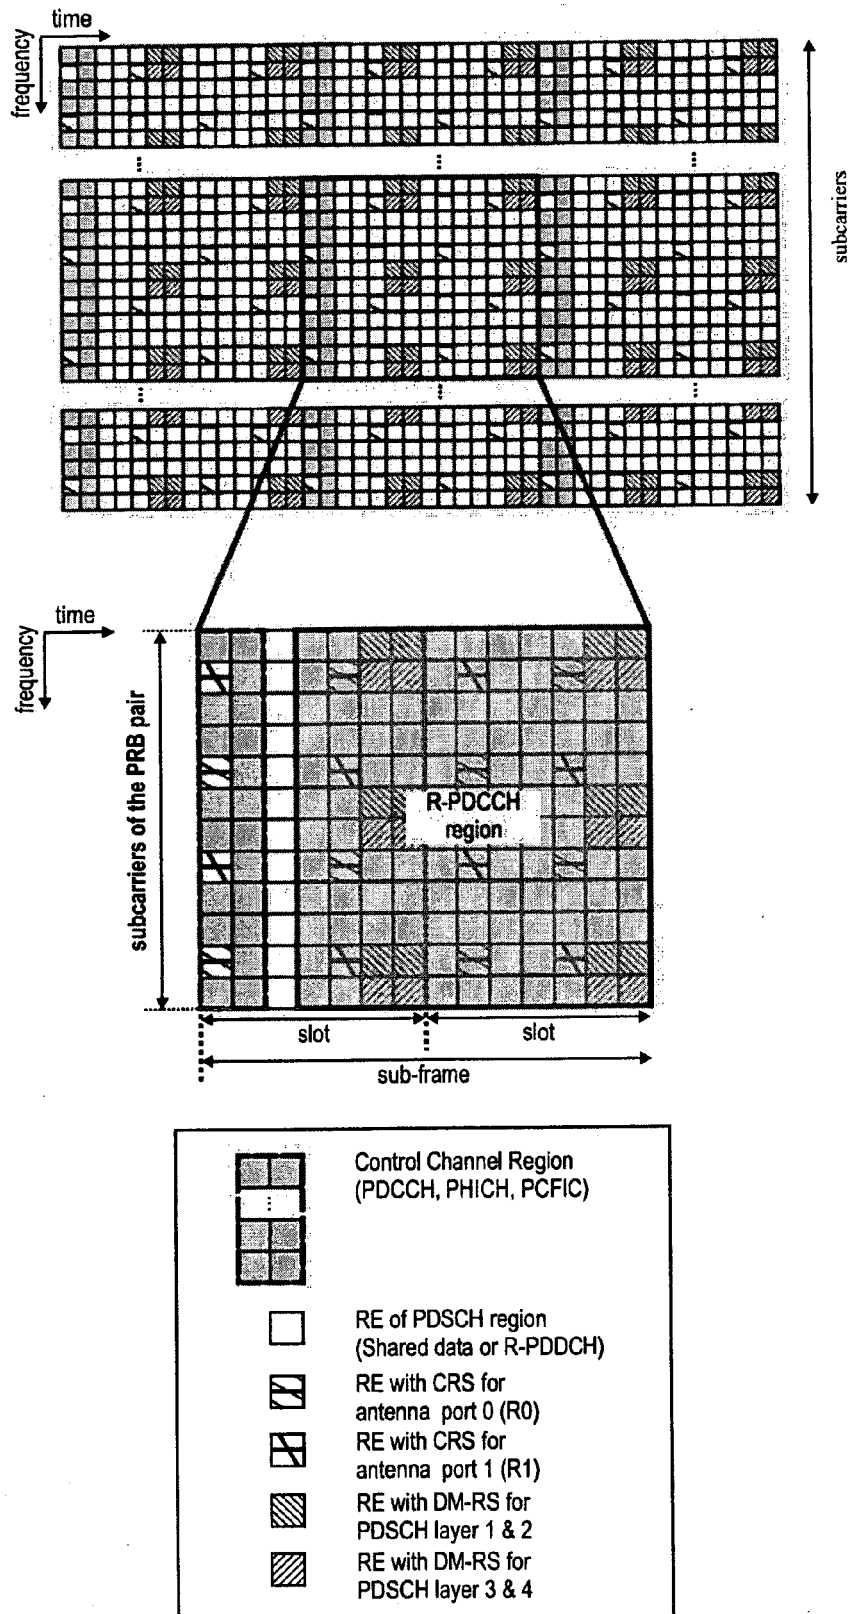 time
frequency
subcarriers
time
frequency
subcarriers of the PRB pair
R-PDCCH
region
slot
slot
sub-frame
Control Channel Region
(PDCCH, PHICH, PCFIC)
RE of PDSCH region
(Shared data or R-PDDCH)
RE with CRS for
antenna port 0 (R0)
RE with CRS for
antenna port 1 (R1)
RE with DM-RS for
PDSCH layer 1 & 2
RE with DM-RS for
PDSCH layer 3 & 4